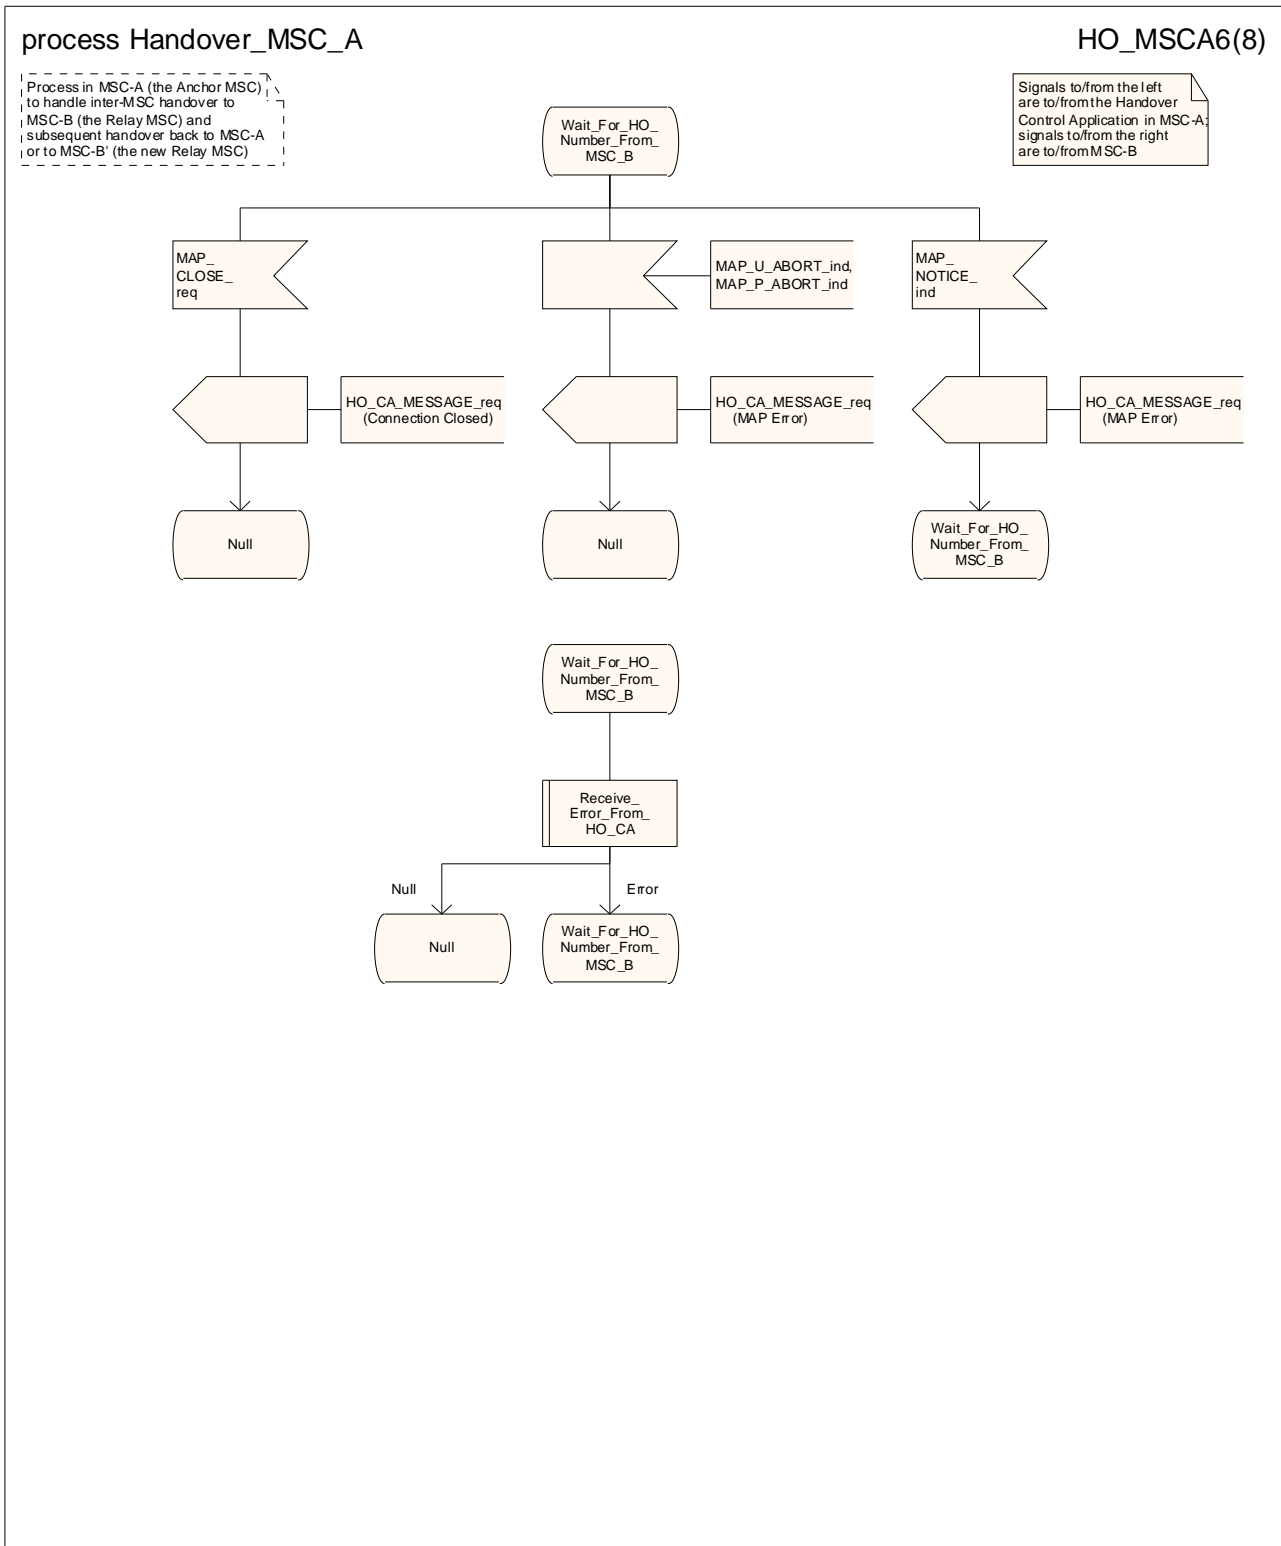 process Handover_MSC_A
HO_MSCA6(8)
Process in MSC-A (the Anchor MSC)
to handle inter-MSC handover to
MSC-B (the Relay MSC) and
subsequent handover back to MSC-A
or to MSC-B' (the new Relay MSC)
Signals to/from the left
are to/from the Handover
Control Application in MSC-A;
signals to/from the right
are to/from MSC-B
Wait_For_HO_
Number_From_
MSC_B
MAP_
CLOSE_
req
MAP_U_ABORT_ind,
MAP_P_ABORT_ind
MAP_
NOTICE_
ind
HO_CA_MESSAGE_req
(Connection Closed)
HO_CA_MESSAGE_req
(MAP Error)
HO_CA_MESSAGE_req
(MAP Error)
Null
Null
Wait_For_HO_
Number_From_
MSC_B
Wait_For_HO_
Number_From_
MSC_B
Receive_
Error_From_
HO_CA
Null
Error
Null
Wait_For_HO_
Number_From_
MSC_B